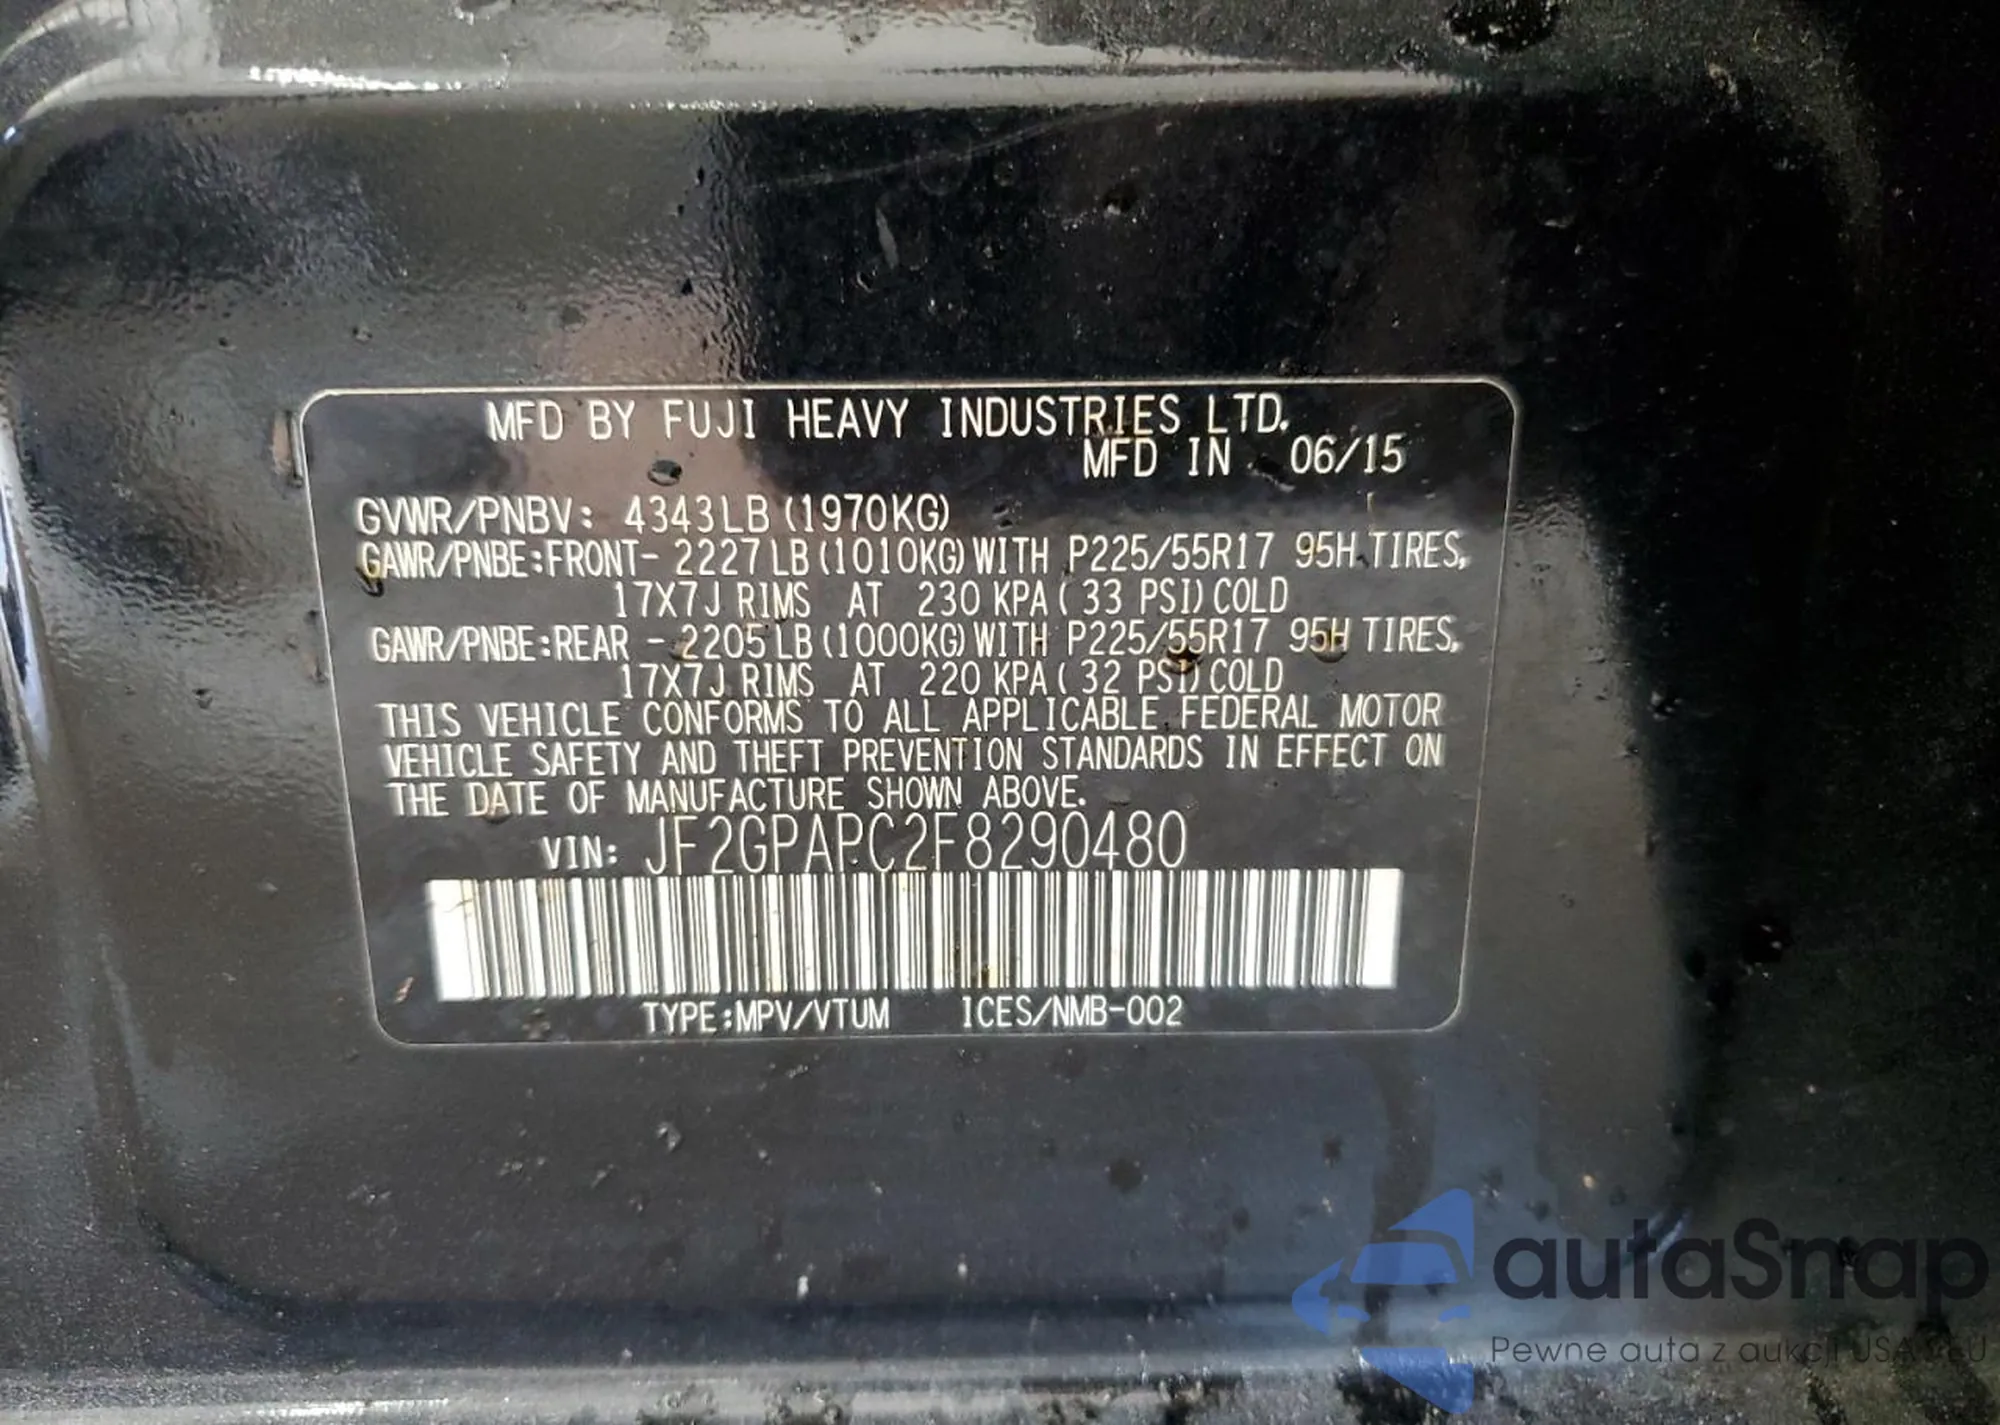 MFD BY FUJI HEAVY INDUSTRIES LTD.
MFD IN 06/15
GVWR/PNBV: 4343LB (1970KG)
GAWR/PNBE:FRONT- 2227LB (1010KG) WITH P225/55R17 95H TIRES,
17X7J RIMS AT 230 KPA ( 33 PSI) COLD
GAWR/PNBE:REAR - 2205LB (1000KG) WITH P225/55R17 95H TIRES,
17X7J RIMS AT 220 KPA ( 32 PSI) COLD
THIS VEHICLE CONFORMS TO ALL APPLICABLE FEDERAL MOTOR
VEHICLE SAFETY AND THEFT PREVENTION STANDARDS IN EFFECT ON
THE DATE OF MANUFACTURE SHOWN ABOVE.
VIN: JF2GPAPC2F8290480
TYPE:MPV/VTUM ICES/NMB-002
autaSnap
Pewne auta z aukcji USA